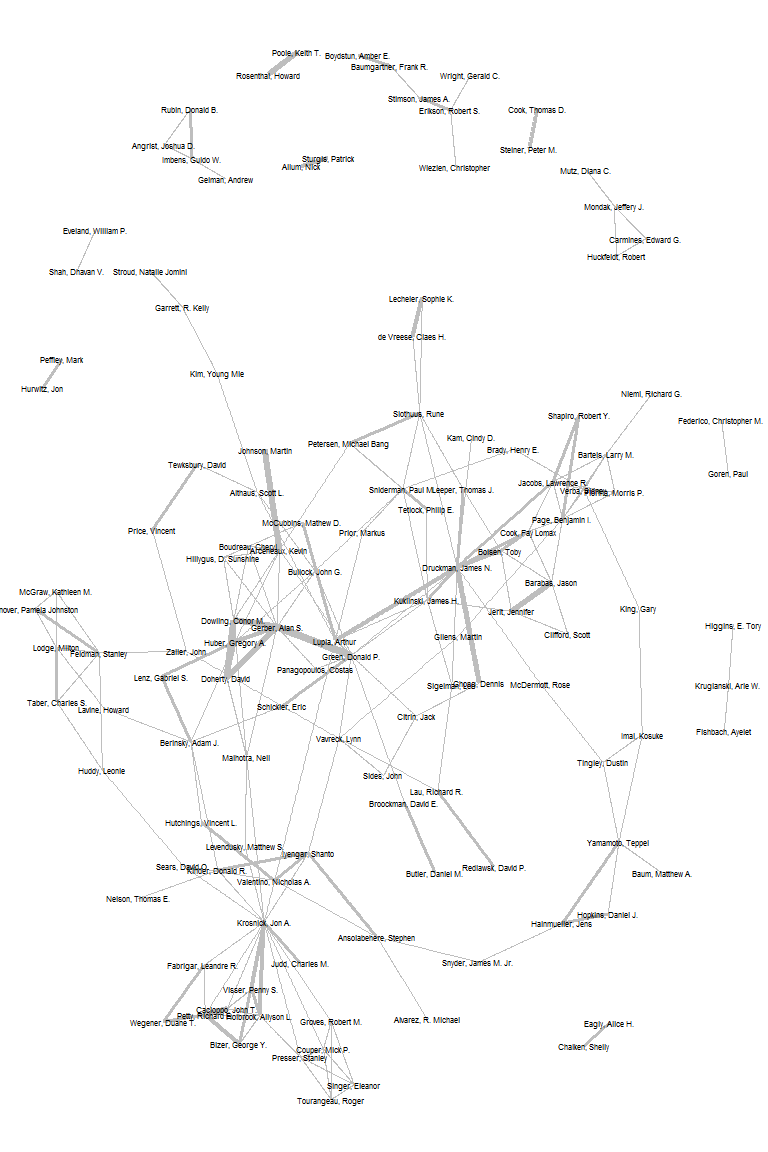 Poole, Keith T.
Boydstun, Amber E.
Baumgartner, Frank R.
Rosenthal, Howard
Wright, Gerald C.
Stimson, James A.
Rubin, Donald B.
Erikson, Robert S.
Cook, Thomas D.
Angrist, Joshua D.
Steiner, Peter M.
Imbens, Guido W.
Sturgis, Patrick
Allum, Nick
Wlezien, Christopher
Mutz, Diana C.
Gelman, Andrew
Mondak, Jeffery J.
Eveland, William P.
Carmines, Edward G.
Huckfeldt, Robert
Shah, Dhavan V.
Stroud, Natalie Jomini
Lecheler, Sophie K.
Garrett, R. Kelly
de Vreese, Claes H.
Peffley, Mark
Kim, Young Mie
Hurwitz, Jon
Niemi, Richard G.
Slothuus, Rune
Shapiro, Robert Y.
Federico, Christopher M.
Kam, Cindy D.
Petersen, Michael Bang
Johnson, Martin
Brady, Henry E.
Bartels, Larry M.
Tewksbury, David
Goren, Paul
Jacobs, Lawrence R.
Althaus, Scott L.
Sniderman, Paul M.
Leeper, Thomas J.
Verba, Sidney
Fiorina, Morris P.
Tetlock, Philip E.
McCubbins, Mathew D.
Page, Benjamin I.
Price, Vincent
Prior, Markus
Cook, Fay Lomax
Boudreau, Cheryl
Arceneaux, Kevin
Bolsen, Toby
Hillygus, D. Sunshine
Druckman, James N.
Bullock, John G.
Barabas, Jason
McGraw, Kathleen M.
Kuklinski, James H.
nover, Pamela Johnston
Jerit, Jennifer
King, Gary
Dowling, Conor M.
Gerber, Alan S.
Higgins, E. Tory
Clifford, Scott
Gilens, Martin
Huber, Gregory A.
Lupia, Arthur
Lodge, Milton
Feldman, Stanley
Zaller, John
Green, Donald P.
Panagopoulos, Costas
Lenz, Gabriel S.
Doherty, David
Sigelman, Lee
Chong, Dennis
McDermott, Rose
Kruglanski, Arie W.
Taber, Charles S.
Lavine, Howard
Schickler, Eric
Citrin, Jack
Fishbach, Ayelet
Imai, Kosuke
Vavreck, Lynn
Berinsky, Adam J.
Malhotra, Neil
Tingley, Dustin
Huddy, Leonie
Sides, John
Lau, Richard R.
Broockman, David E.
Hutchings, Vincent L.
Yamamoto, Teppei
Levendusky, Matthew S.
Iyengar, Shanto
Sears, David O.
Kinder, Donald R.
Redlawsk, David P.
Butler, Daniel M.
Baum, Matthew A.
Valentino, Nicholas A.
Nelson, Thomas E.
Hopkins, Daniel J.
Krosnick, Jon A.
Hainmueller, Jens
Ansolabehere, Stephen
Snyder, James M. Jr.
Fabrigar, Leandre R.
Judd, Charles M.
Visser, Penny S.
Cacioppo, John T.
Petty, Richard E.
Holbrook, Allyson L.
Wegener, Duane T.
Groves, Robert M.
Alvarez, R. Michael
Eagly, Alice H.
Bizer, George Y.
Chaiken, Shelly
Couper, Mick P.
Presser, Stanley
Singer, Eleanor
Tourangeau, Roger